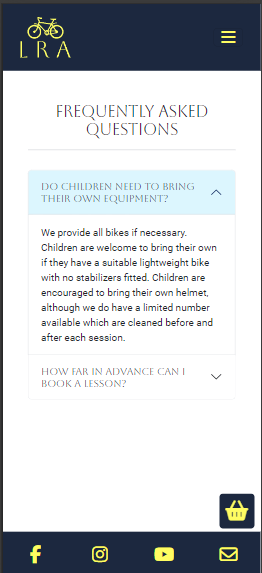 LRA
FREQUENTLY ASKED
QUESTIONS
DO CHILDREN NEED TO BRING
THEIR OWN EQUIPMENT?
We provide all bikes if necessary.
Children are welcome to bring their own
if they have a suitable lightweight bike
with no stabilizers fitted. Children are
encouraged to bring their own helmet,
although we do have a limited number
available which are cleaned before and
after each session.
HOW FAR IN ADVANCE CAN I
BOOK A LESSON?